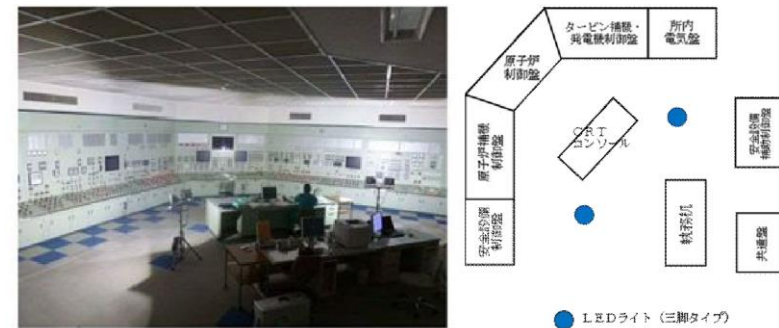 タービン補機・
発電機制御盤
所内
電気盤
原子炉
制御盤
CRT
コンソール
安全設備
補助制御盤
原子炉補機
制御盤
安全設備
制御盤
執務机
共通盤
LEDライト（三脚タイプ）